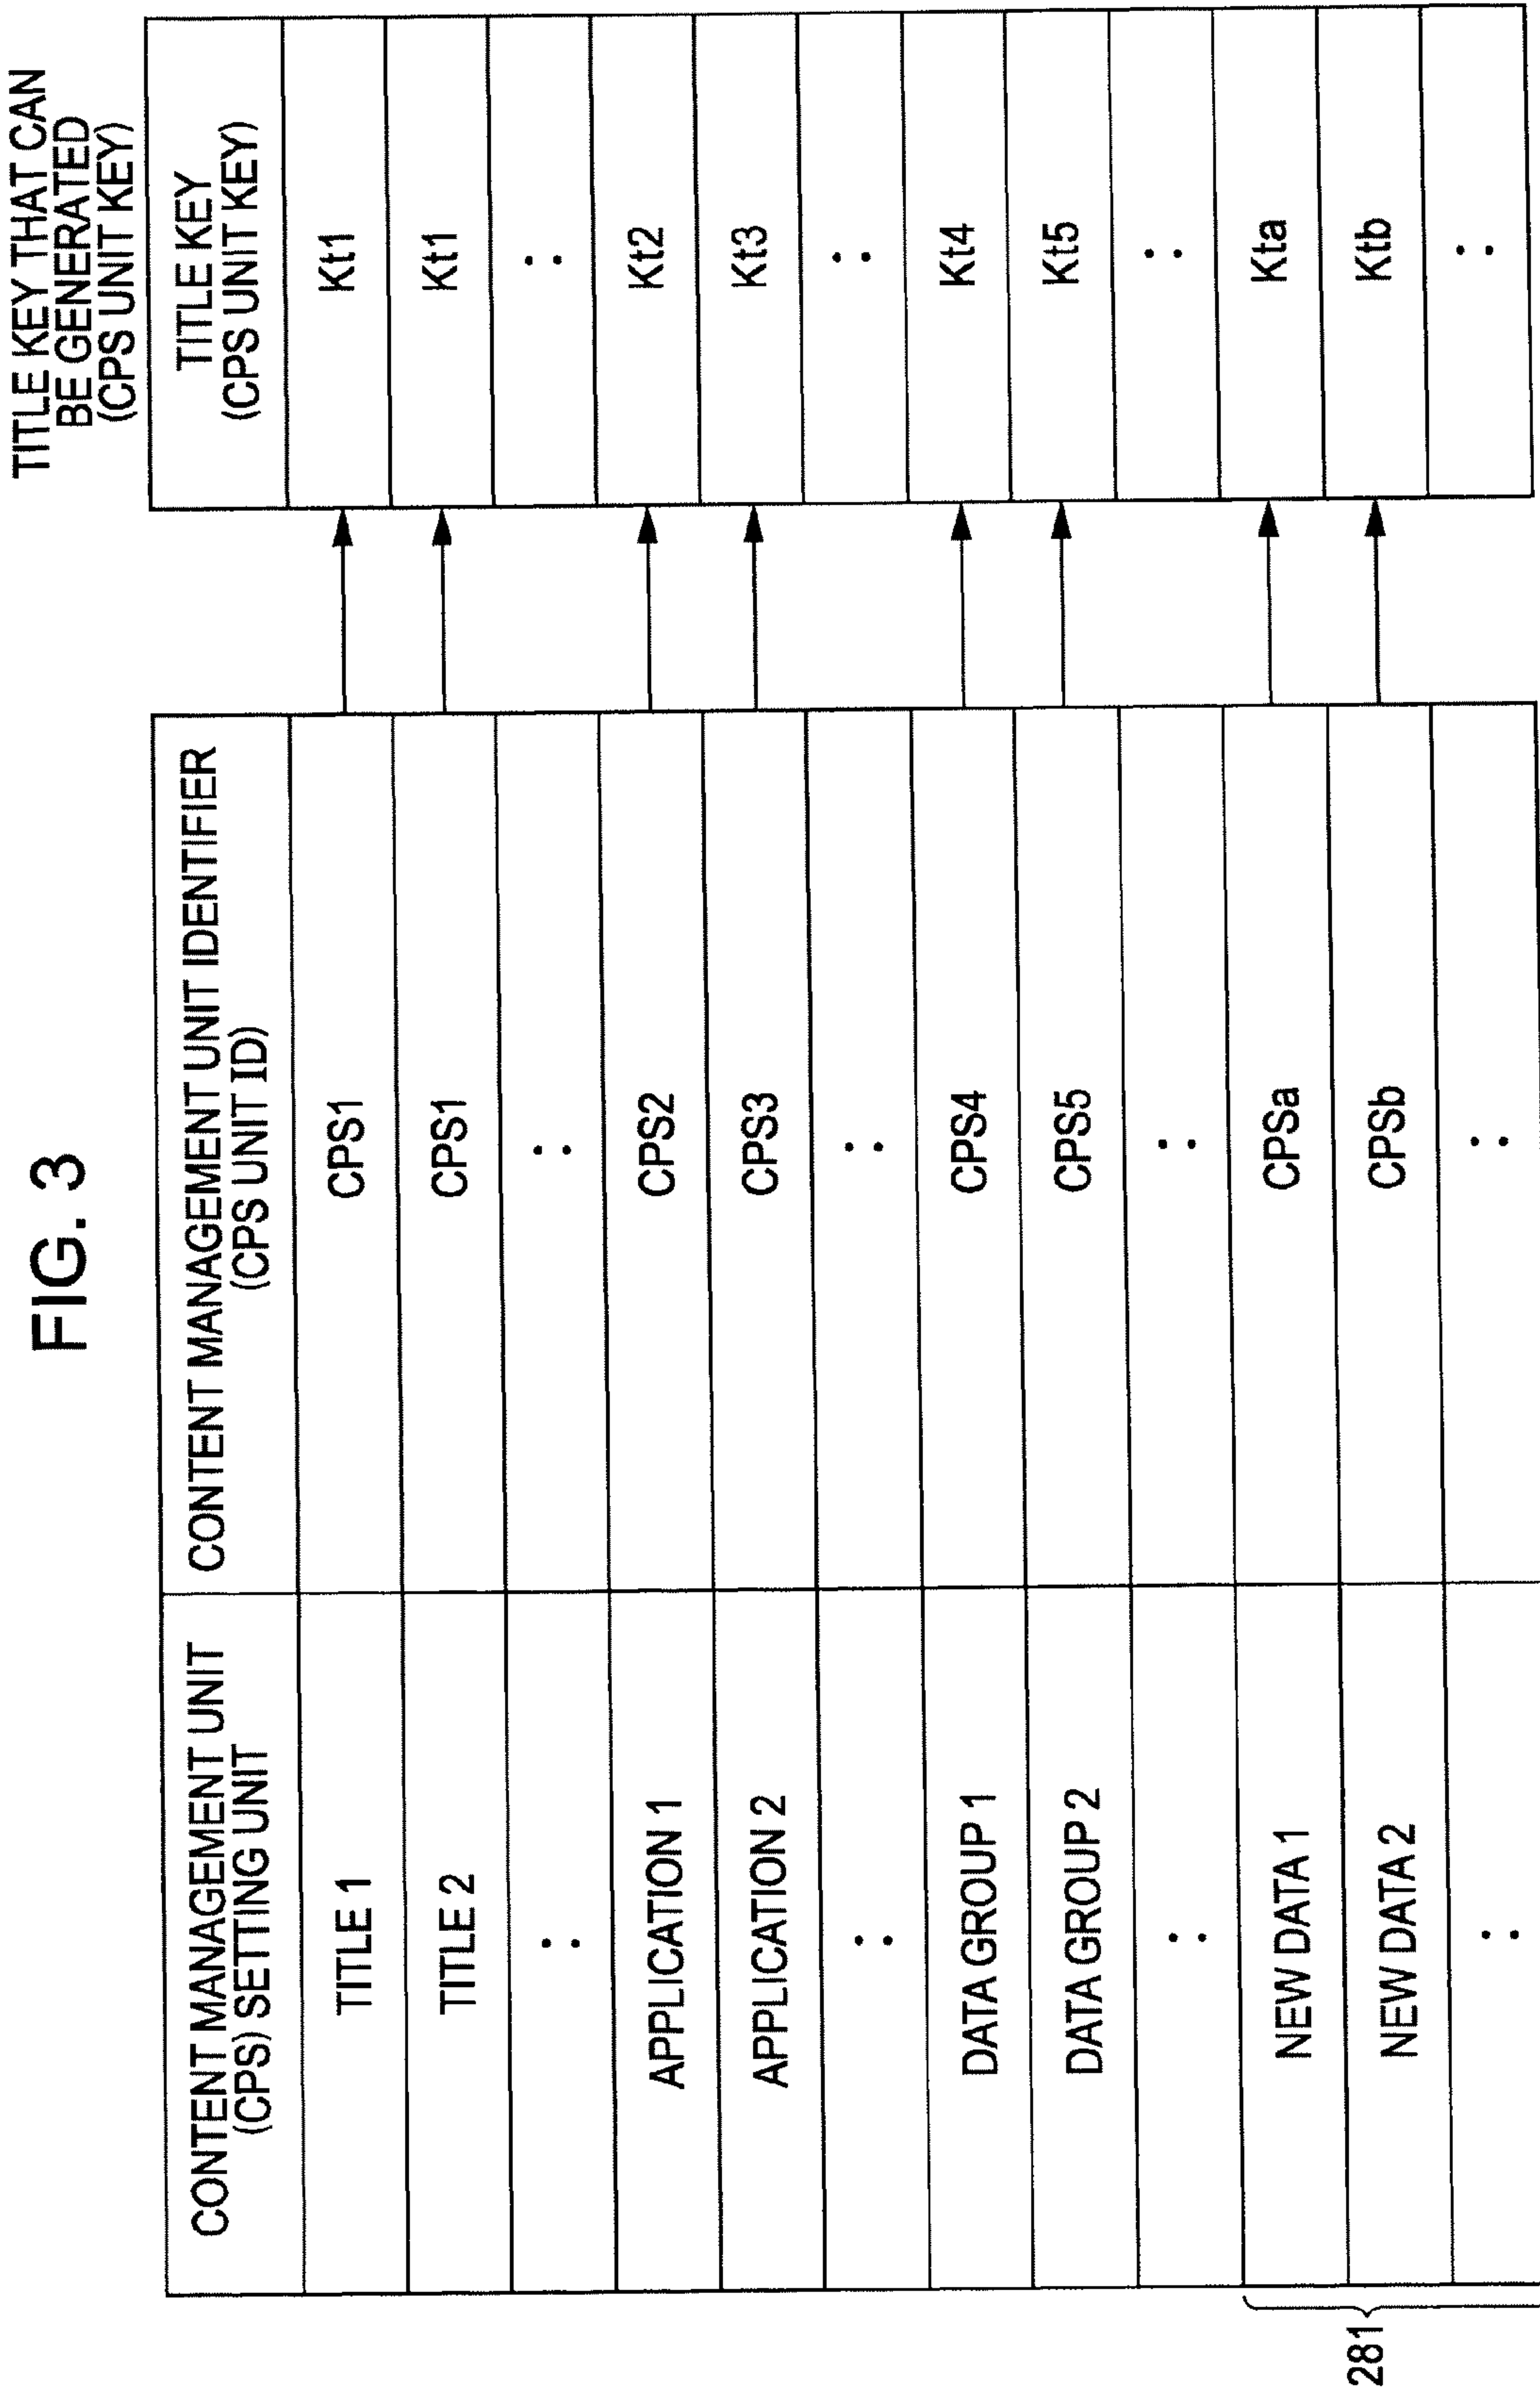 FIG. 3
TITLE KEY THAT CAN
BE GENERATED
(CPS UNIT KEY)
CONTENT MANAGEMENT UNIT
(CPS) SETTING UNIT
CONTENT MANAGEMENT UNIT IDENTIFIER
(CPS UNIT ID)
TITLE KEY
(CPS UNIT KEY)
TITLE 1
CPS1
Kt1
TITLE 2
CPS1
Kt1
:
:
:
APPLICATION 1
CPS2
Kt2
APPLICATION 2
CPS3
Kt3
:
:
:
DATA GROUP 1
CPS4
Kt4
DATA GROUP 2
CPS5
Kt5
:
:
:
281
NEW DATA 1
CPSa
Kta
NEW DATA 2
CPSb
Ktb
:
:
: